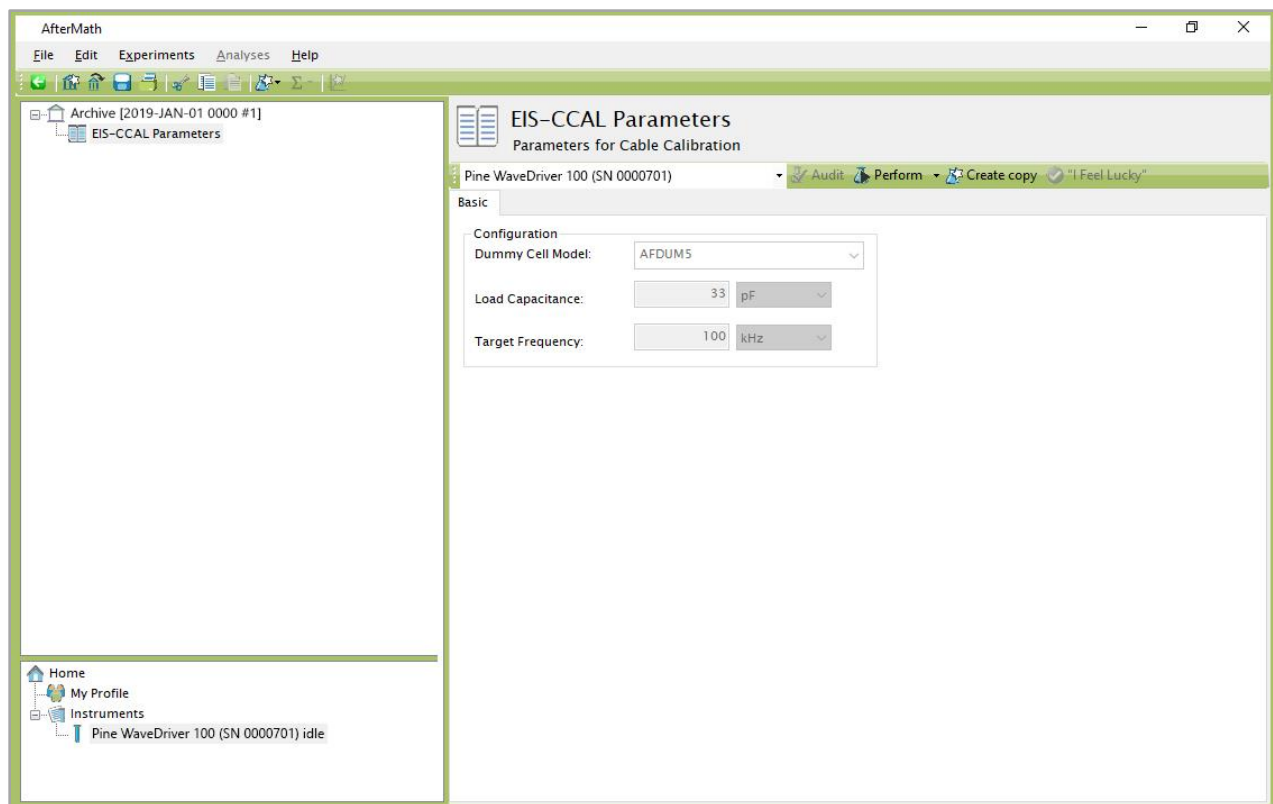 AfterMath
File Edit Experiments Analyses Help
Archive [2019-JAN-01 0000 #1]
EIS-CCAL Parameters
EIS-CCAL Parameters
Parameters for Cable Calibration
Pine WaveDriver 100 (SN 0000701) Audit Perform Create copy "I Feel Lucky"
Basic
Configuration
Dummy Cell Model: AFDUM5
Load Capacitance: 33 pF
Target Frequency: 100 kHz
Home
My Profile
Instruments
Pine WaveDriver 100 (SN 0000701) idle